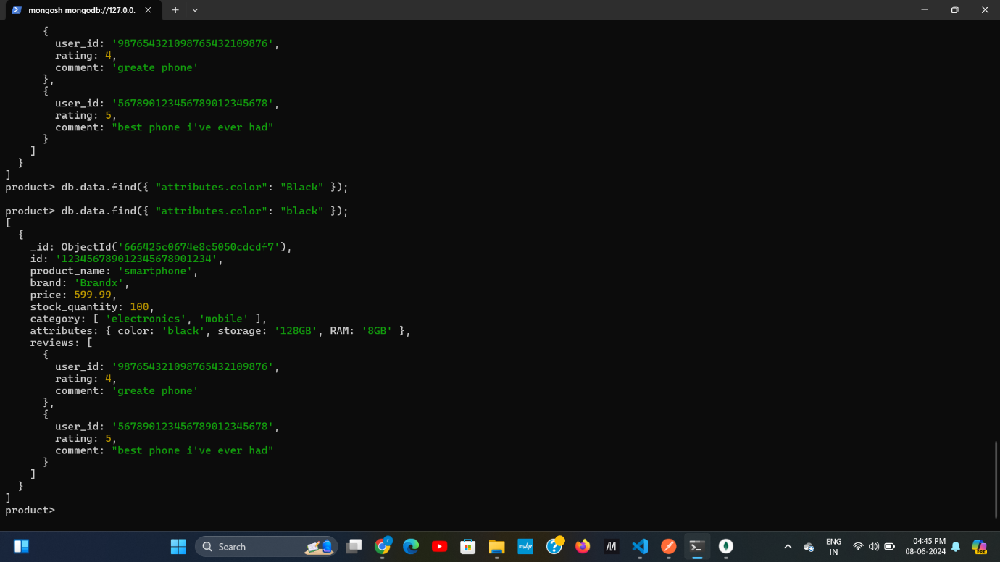 mongosh mongodb://127.0.0.
{
user_id: '987654321098765432109876',
rating: 4,
comment: 'greate phone'
},
{
user_id: '567890123456789012345678',
rating: 5,
comment: "best phone i've ever had"
}
]
}
]
product> db.data.find({ "attributes.color": "Black" });
product> db.data.find({ "attributes.color": "black" });
[
{
_id: ObjectId('666425c0674e8c5050cdcdf7'),
id: '123456789012345678901234',
product_name: 'smartphone',
brand: 'Brandx',
price: 599.99,
stock_quantity: 100,
category: [ 'electronics', 'mobile' ],
attributes: { color: 'black', storage: '128GB', RAM: '8GB' },
reviews: [
{
user_id: '987654321098765432109876',
rating: 4,
comment: 'greate phone'
},
{
user_id: '567890123456789012345678',
rating: 5,
comment: "best phone i've ever had"
}
]
}
]
product>
Search
ENG
IN
04:45 PM
08-06-2024
PRE